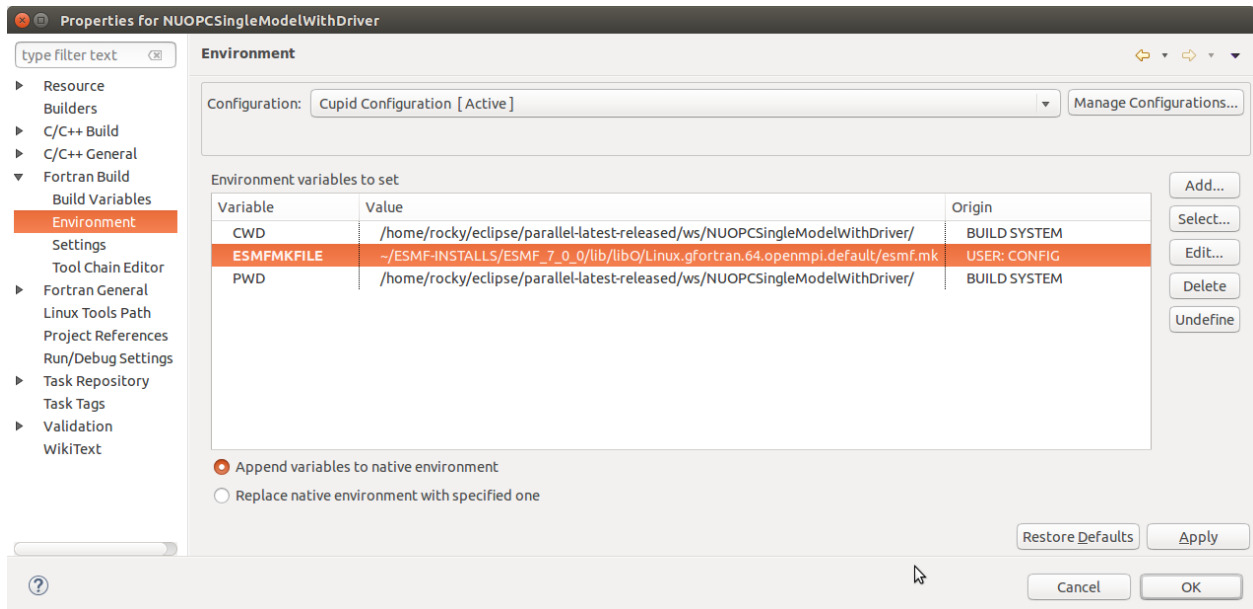 Properties for NUOPCSingleModelWithDriver
type filter text
Resource
Builders
C/C++ Build
C/C++ General
Fortran Build
Build Variables
Environment
Settings
Tool Chain Editor
Fortran General
Linux Tools Path
Project References
Run/Debug Settings
Task Repository
Task Tags
Validation
WikiText
Environment
Configuration: Cupid Configuration [ Active ] Manage Configurations...
Environment variables to set
Variable Value Origin
CWD /home/rocky/eclipse/parallel-latest-released/ws/NUOPCSingleModelWithDriver/ BUILD SYSTEM
ESMFMKFILE ~/ESMF-INSTALLS/ESMF_7_0_0/lib/libO/Linux.gfortran.64.openmpi.default/esmf.mk USER: CONFIG
PWD /home/rocky/eclipse/parallel-latest-released/ws/NUOPCSingleModelWithDriver/ BUILD SYSTEM
Add...
Select...
Edit...
Delete
Undefine
Append variables to native environment
Replace native environment with specified one
Restore Defaults Apply
? Cancel OK